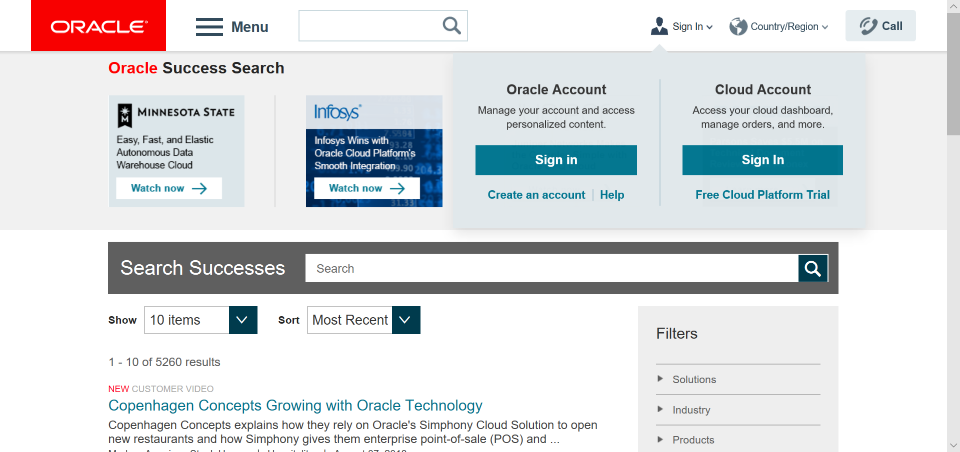 ORACLE
Menu
Sign In
Country/Region
Call
Oracle Success Search
MINNESOTA STATE
M
Easy, Fast, and Elastic
Autonomous Data
Warehouse Cloud
Watch now
Infosys
Infosys Wins with
Oracle Cloud Platform's
Smooth Integration
Watch now
Oracle Account
Manage your account and access
personalized content.
Sign in
Create an account | Help
Cloud Account
Access your cloud dashboard,
manage orders, and more.
Sign In
Free Cloud Platform Trial
Search Successes
Search
Show
10 items
Sort
Most Recent
1 - 10 of 5260 results
NEW CUSTOMER VIDEO
Copenhagen Concepts Growing with Oracle Technology
Copenhagen Concepts explains how they rely on Oracle's Simphony Cloud Solution to open
new restaurants and how Simphony gives them enterprise point-of-sale (POS) and ...
Filters
Solutions
Industry
Products